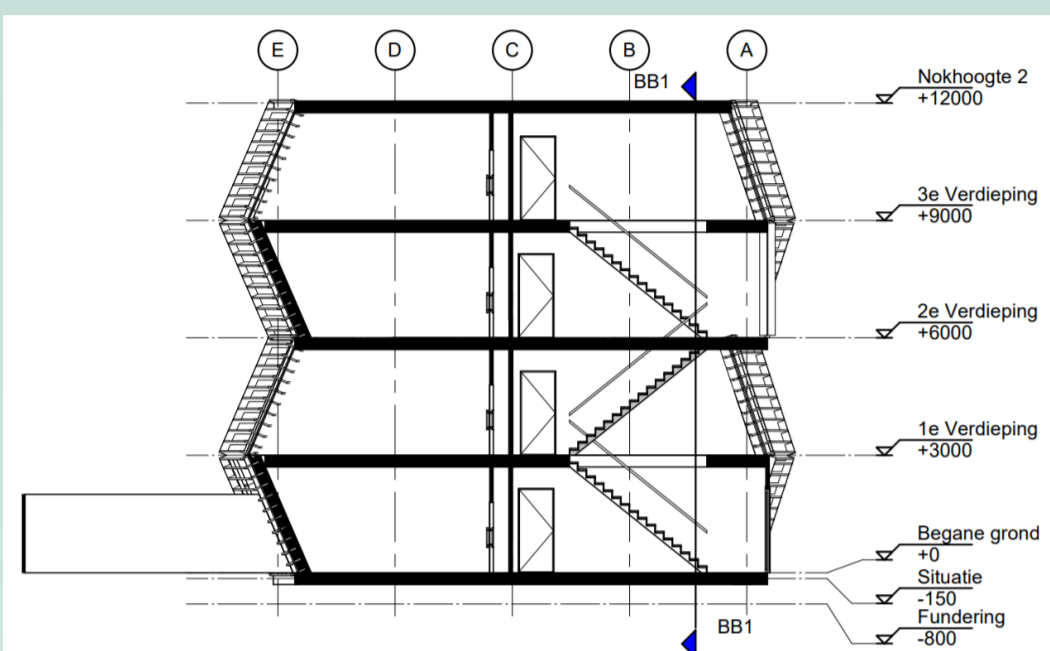 E
D
C
B
A
BB1
Nokhoogte 2
+12000
3e Verdieping
+9000
2e Verdieping
+6000
1e Verdieping
+3000
Begane grond
+0
Situatie
-150
Fundering
-800
BB1